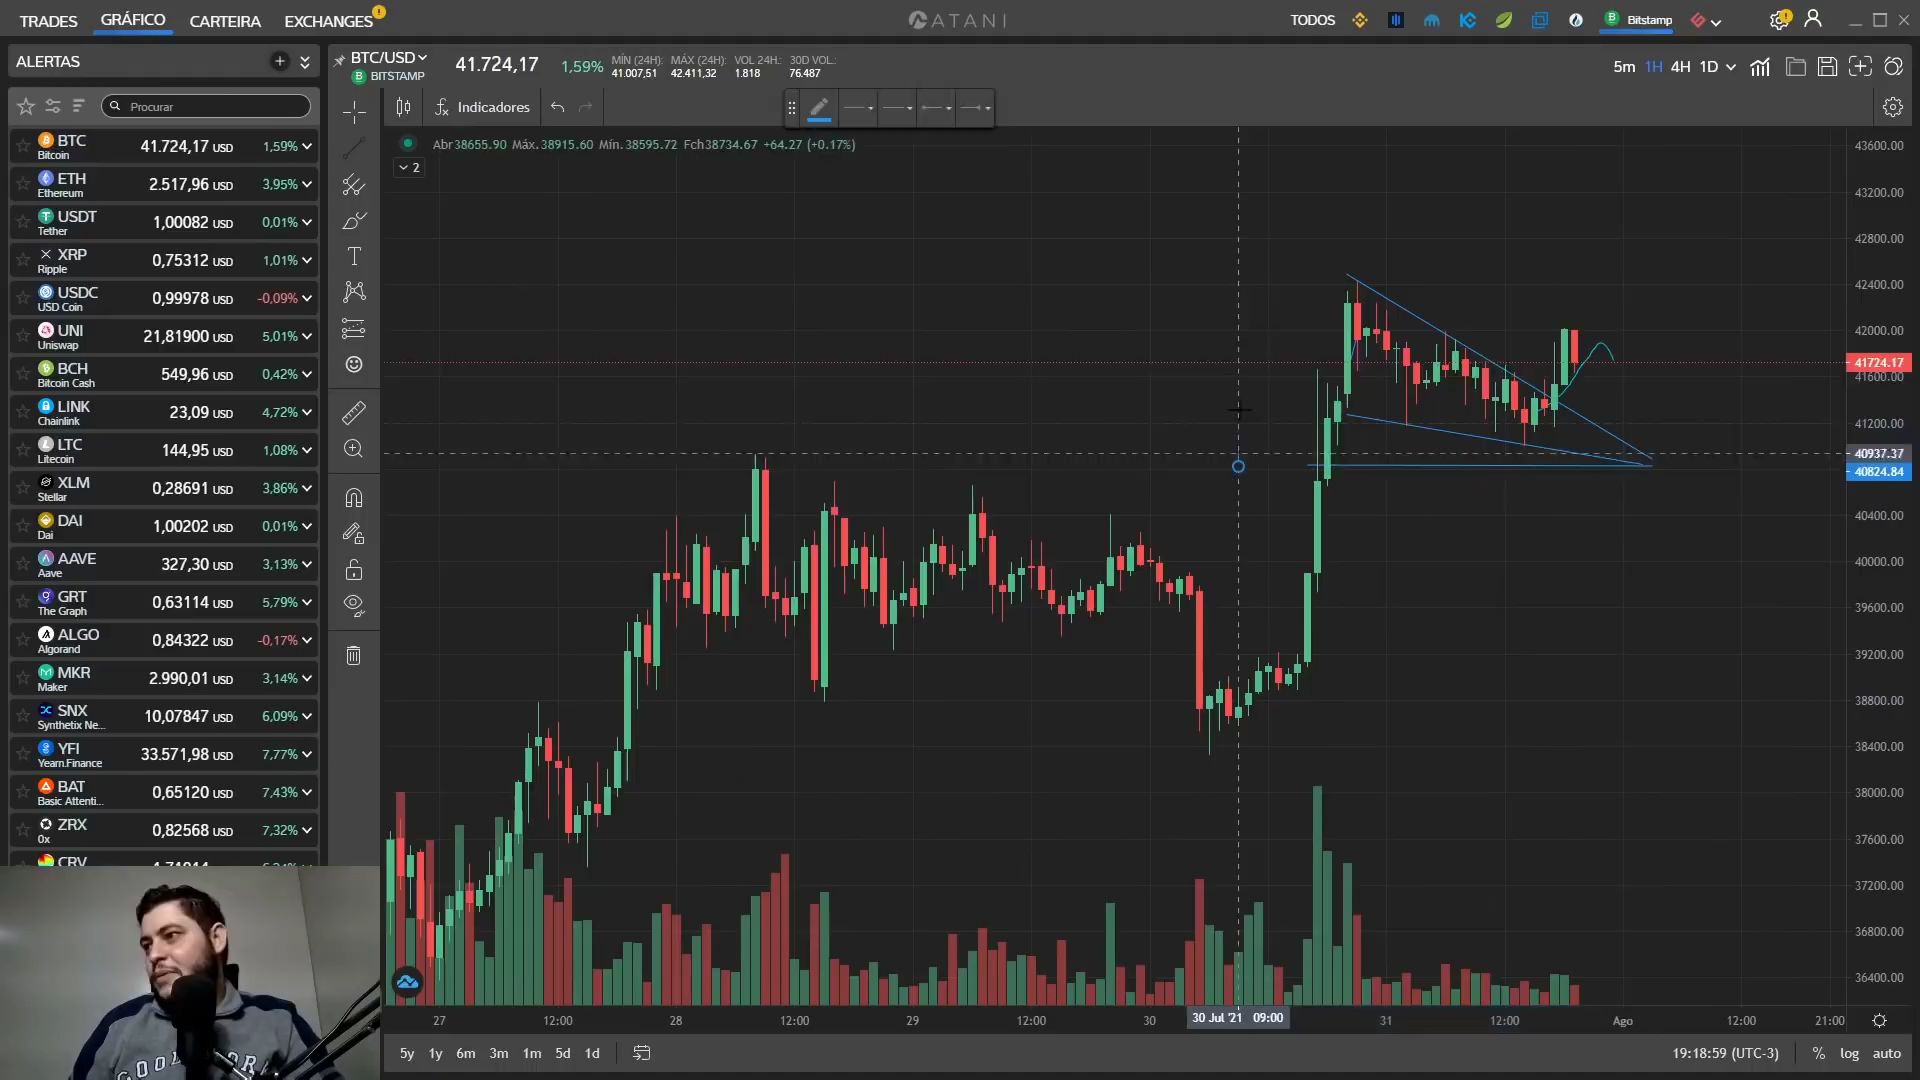 TRADES GRÁFICO CARTEIRA EXCHANGES ATANI TODOS Bitstamp
ALERTAS
Procurar
BTC 41.724,17 USD 1,59%
Bitcoin
ETH 2.517,96 USD 3,95%
Ethereum
USDT 1,00082 USD 0,01%
Tether
XRP 0,75312 USD 1,01%
Ripple
USDC 0,99978 USD -0,09%
USD Coin
UNI 21,81900 USD 5,01%
Uniswap
BCH 549,96 USD 0,42%
Bitcoin Cash
LINK 23,09 USD 4,72%
Chainlink
LTC 144,95 USD 1,08%
Litecoin
XLM 0,28691 USD 3,86%
Stellar
DAI 1,00202 USD 0,01%
Dai
AAVE 327,30 USD 3,13%
Aave
GRT 0,63114 USD 5,79%
The Graph
ALGO 0,84322 USD -0,17%
Algorand
MKR 2.990,01 USD 3,14%
Maker
SNX 10,07847 USD 6,09%
Synthetix Ne...
YFI 33.571,98 USD 7,77%
Yearn.Finance
BAT 0,65120 USD 7,43%
Basic Attenti...
ZRX 0,82568 USD 7,32%
0x
CRV
BTC/USD 41.724,17 1,59% MÍN (24H): MÁX (24H): VOL 24H.: 30D VOL.:
BITSTAMP 41.007,51 42.411,32 1.818 76.487
5m 1H 4H 1D
Indicadores
Abr38655.90 Máx.38915.60 Mín.38595.72 Fch38734.67 +64.27 (+0.17%)
2
43600.00
43200.00
42800.00
42400.00
42000.00
41724.17
41600.00
41200.00
40937.37
40824.84
40400.00
40000.00
39600.00
39200.00
38800.00
38400.00
38000.00
37600.00
37200.00
36800.00
36400.00
27 12:00 28 12:00 29 12:00 30 30 Jul '21 09:00 31 12:00 Ago 12:00 21:00
5y 1y 6m 3m 1m 5d 1d 19:18:59 (UTC-3) % log auto